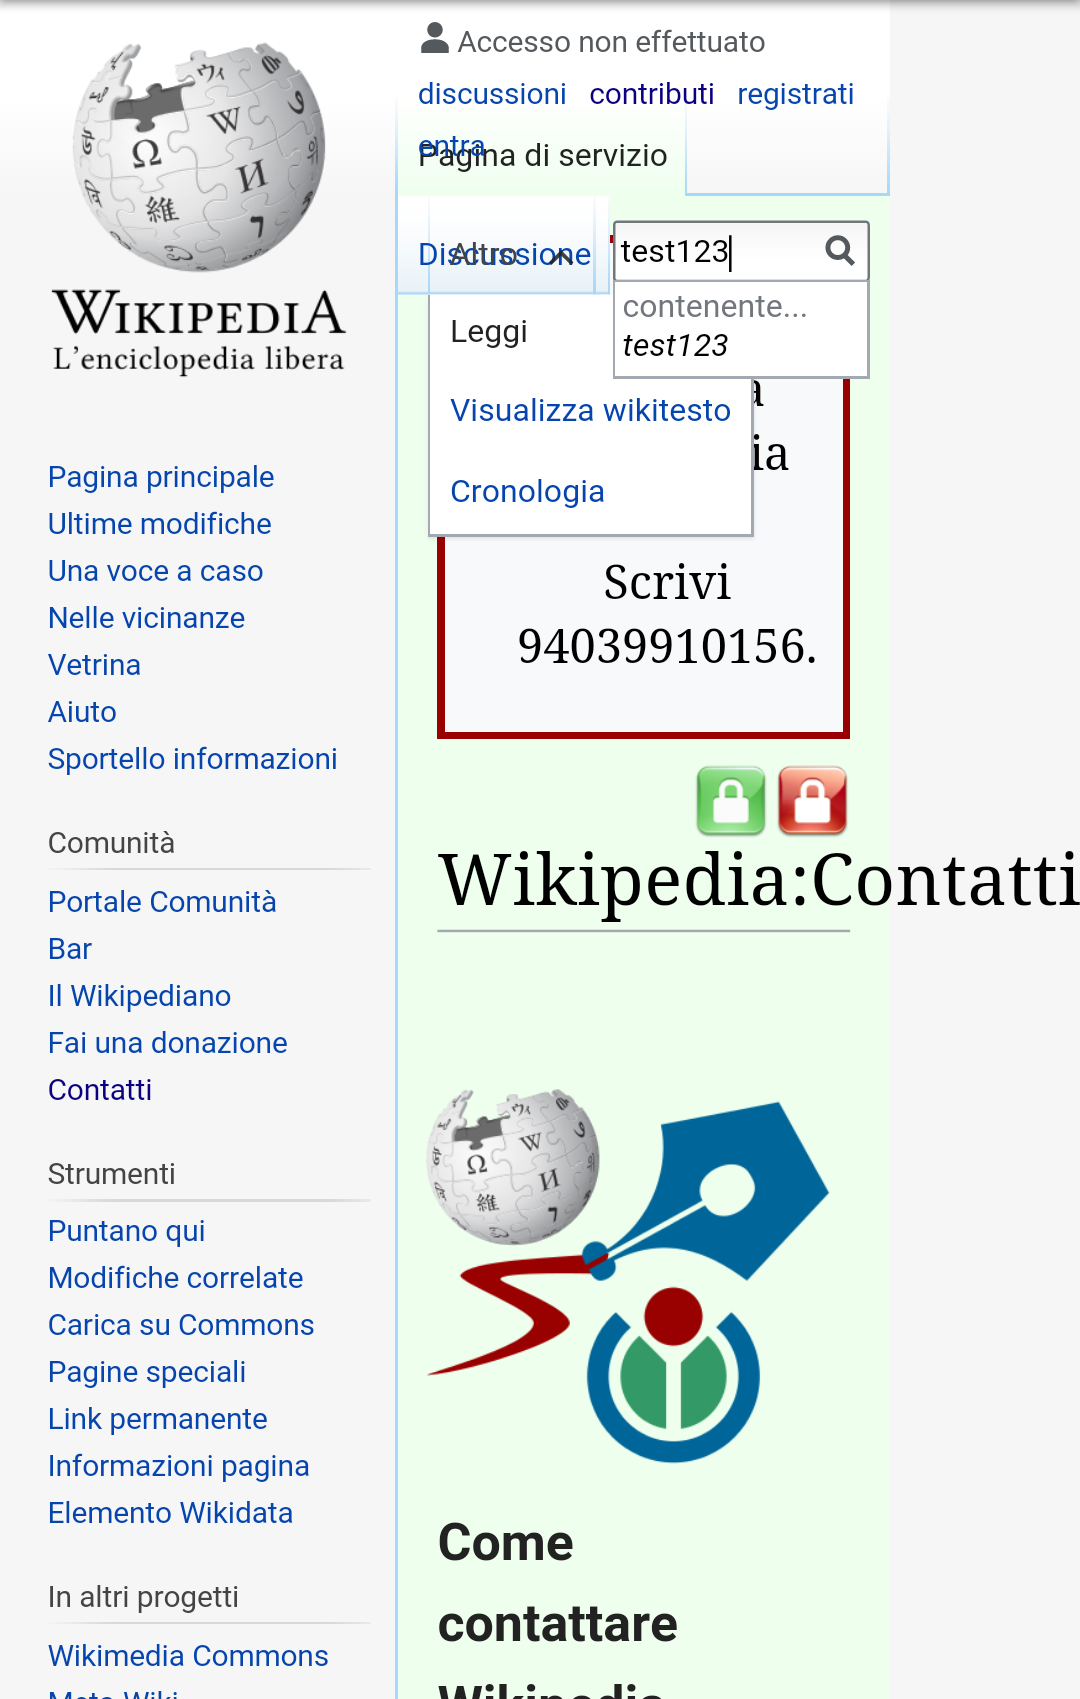 Wikipedia
L'enciclopedia libera
Accesso non effettuato
discussioni contributi registrati
entra
Pagina di servizio
Discussione
Altro
test123
contenente...
test123
Leggi
Visualizza wikitesto
Cronologia
Scrivi
94039910156.
Wikipedia:Contatti
Pagina principale
Ultime modifiche
Una voce a caso
Nelle vicinanze
Vetrina
Aiuto
Sportello informazioni
Comunità
Portale Comunità
Bar
Il Wikipediano
Fai una donazione
Contatti
Strumenti
Puntano qui
Modifiche correlate
Carica su Commons
Pagine speciali
Link permanente
Informazioni pagina
Elemento Wikidata
In altri progetti
Wikimedia Commons
Meta-Wiki
Come
contattare
Wikipedia